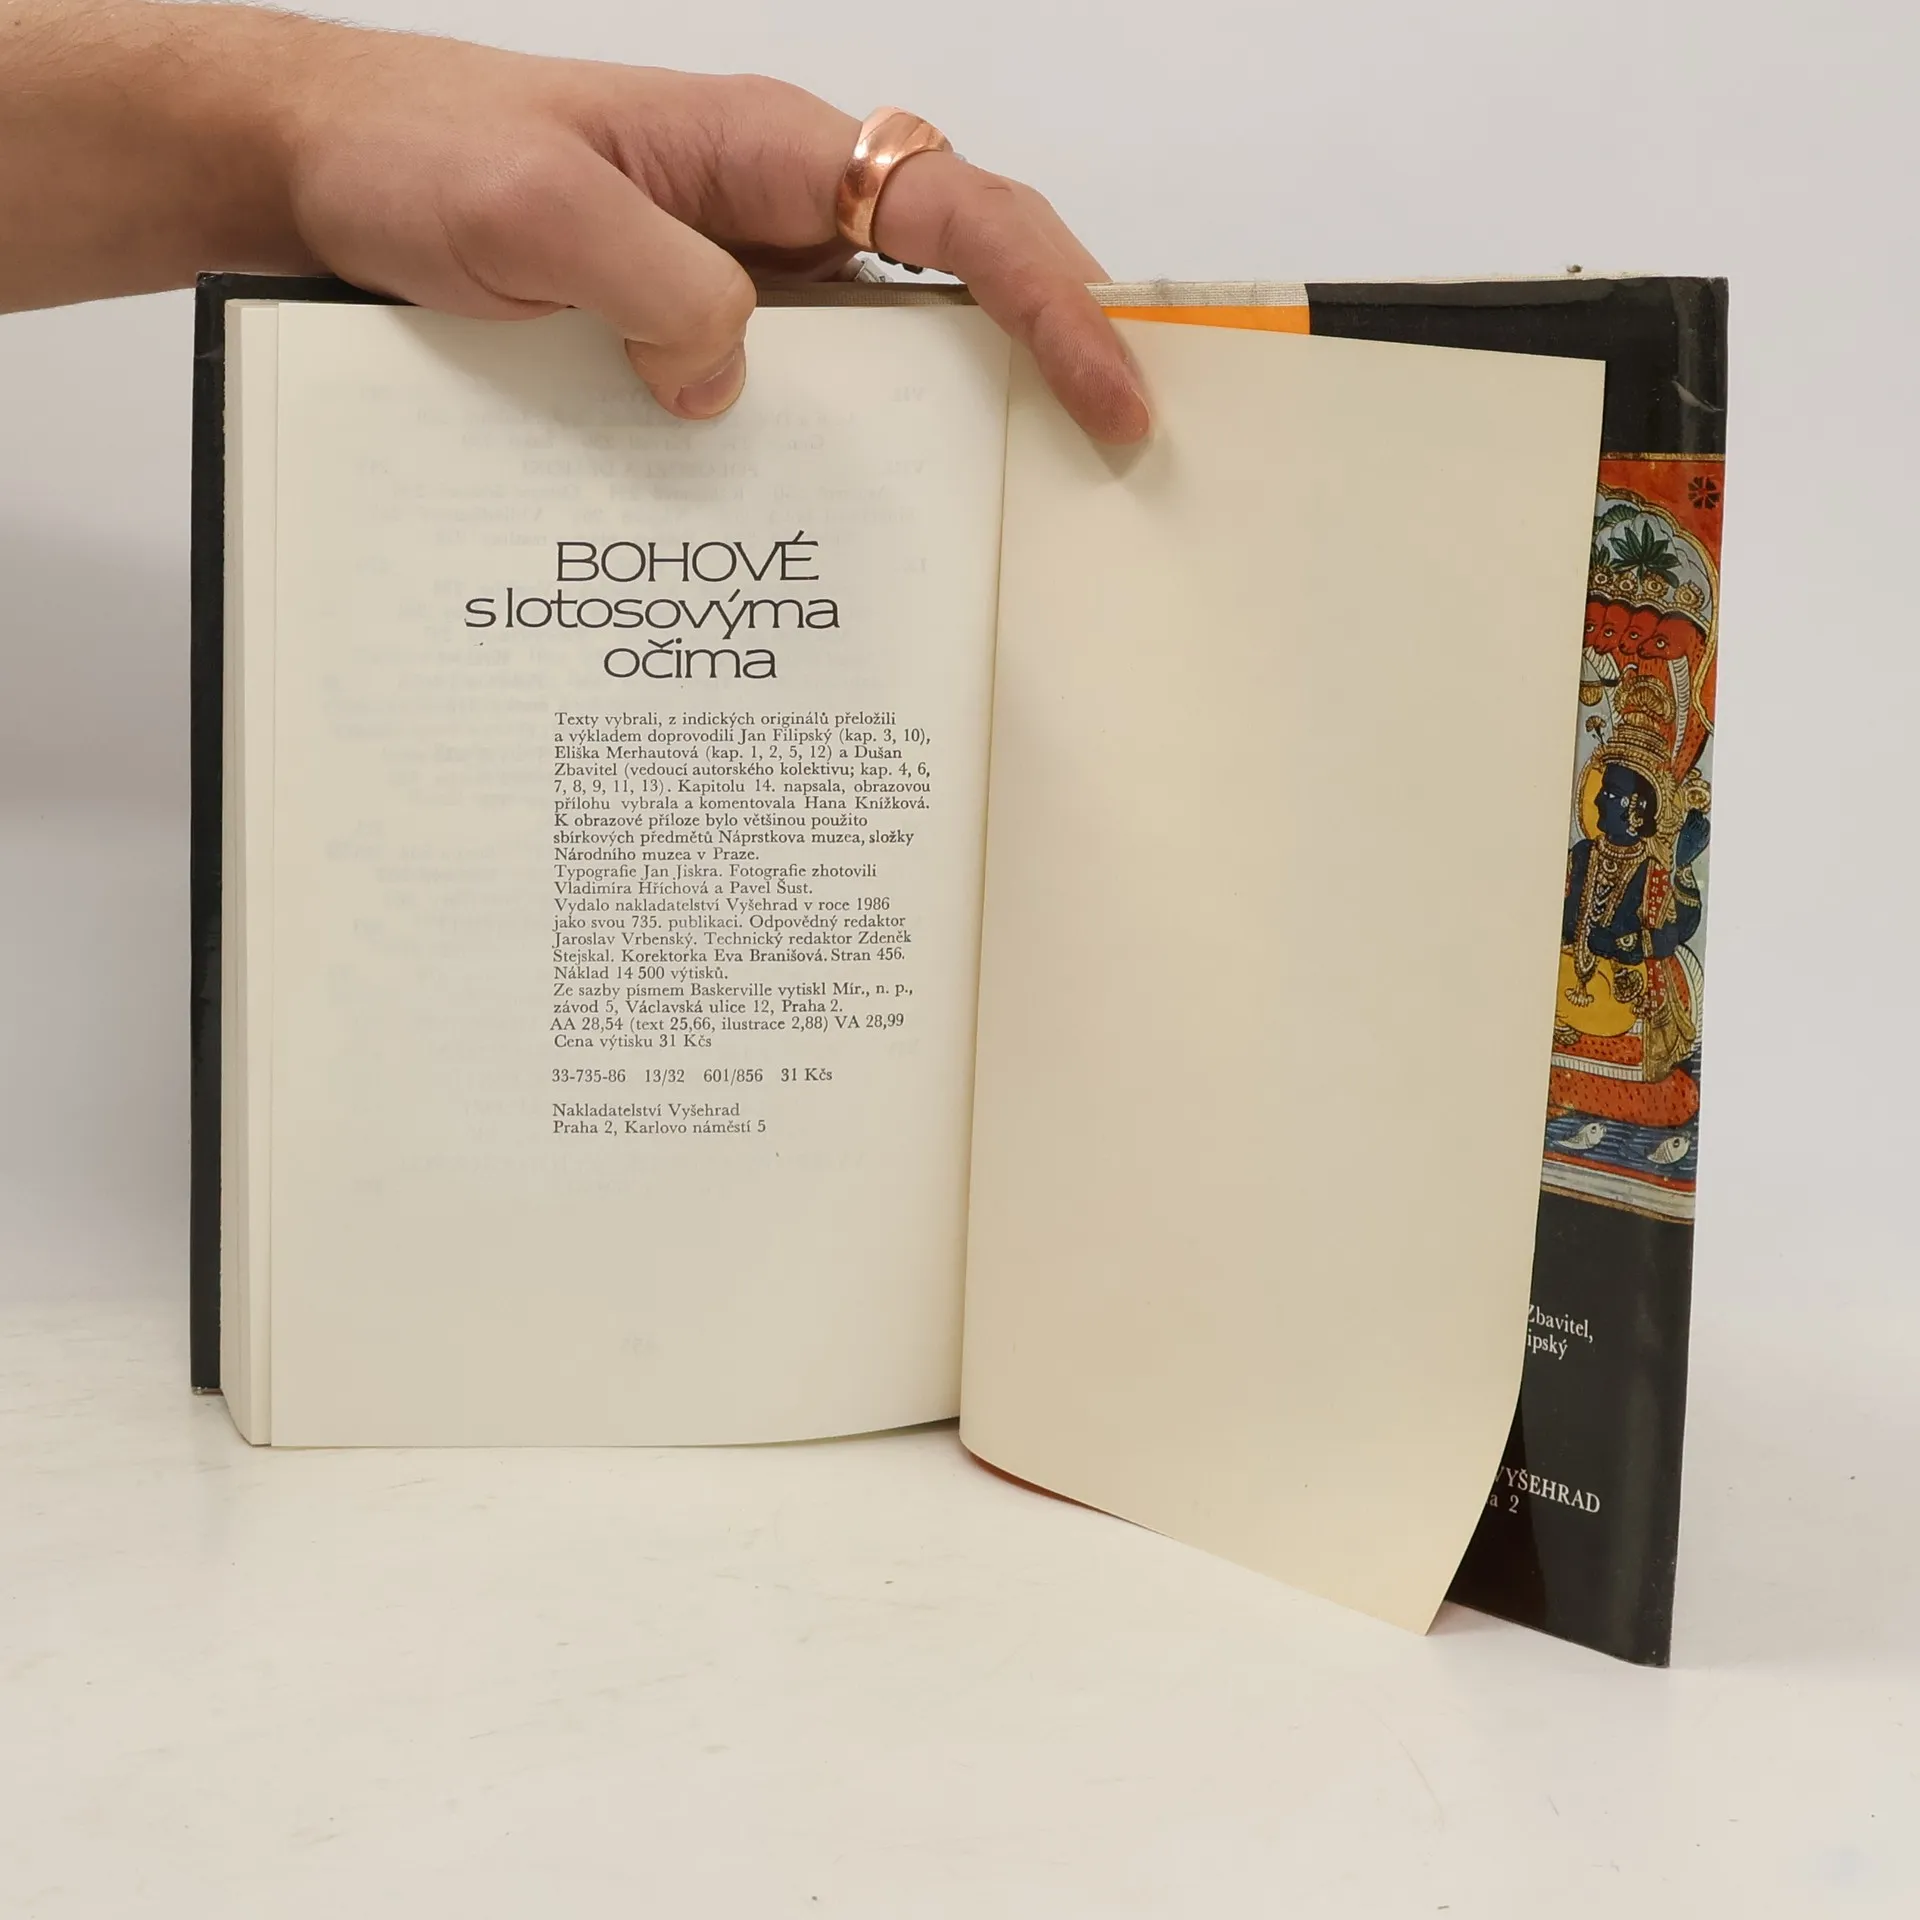 BOHOVÉ
s lotosovýma
očima
Texty vybrali, z indických originálů přeložili
a výkladem doprovodili Jan Filipský (kap. 3, 10),
Eliška Merhautová (kap. 1, 2, 5, 12) a Dušan
Zbavitel (vedoucí autorského kolektivu; kap. 4, 6,
7, 8, 9, 11, 13). Kapitolu 14. napsala, obrazovou
přílohu vybrala a komentovala Hana Knížková.
K obrazové příloze bylo většinou použito
sbírkových předmětů Náprstkova muzea, složky
Národního muzea v Praze.
Typografie Jan Jiskra. Fotografie zhotovili
Vladimíra Hříchová a Pavel Šust.
Vydalo nakladatelství Vyšehrad v roce 1986
jako svou 735. publikaci. Odpovědný redaktor
Jaroslav Vrbenský. Technický redaktor Zdeněk
Stejskal. Korektorka Eva Branišová. Stran 456.
Náklad 14 500 výtisků.
Ze sazby písmem Baskerville vytiskl Mír., n. p.,
závod 5, Václavská ulice 12, Praha 2.
AA 28,54 (text 25,66, ilustrace 2,88) VA 28,99
Cena výtisku 31 Kčs
33-735-86 13/32 601/856 31 Kčs
Nakladatelství Vyšehrad
Praha 2, Karlovo náměstí 5
Zbavitel,
ipský
VYŠEHRAD
a 2